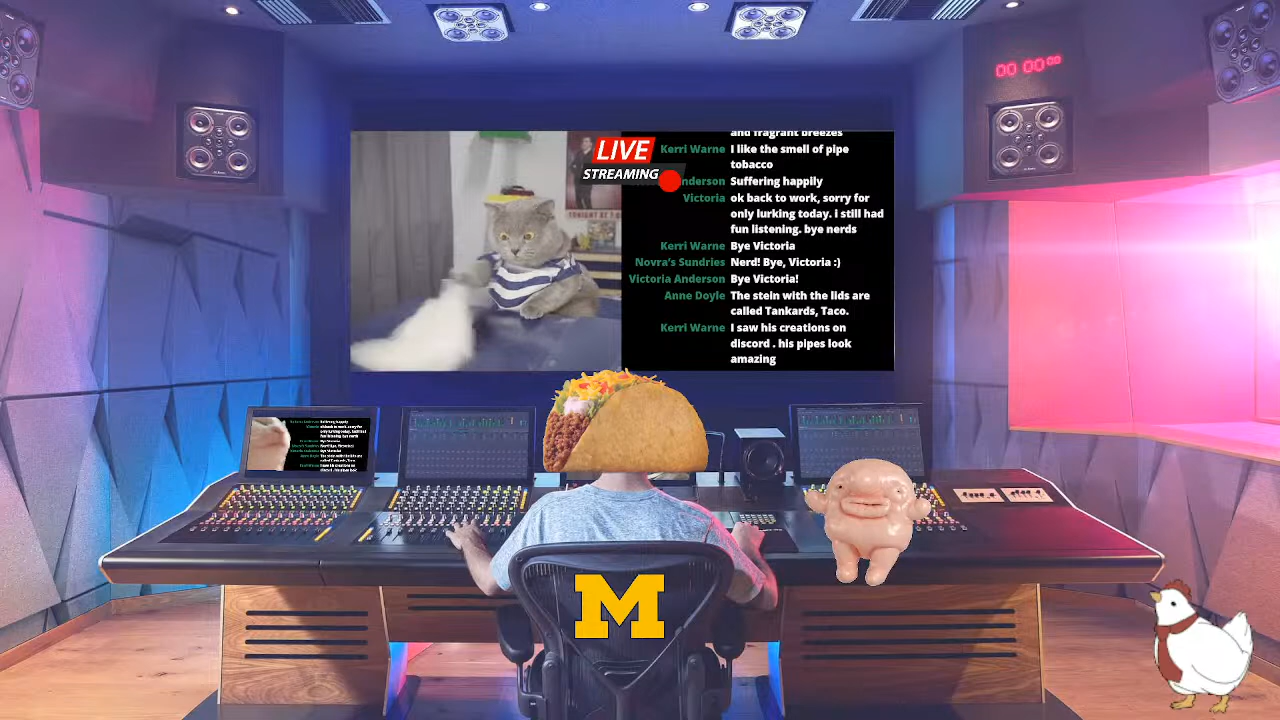 00 00 00
LIVE
STREAMING
and fragrant breezes
Kerri Warne I like the smell of pipe
tobacco
nderson Suffering happily
Victoria ok back to work, sorry for
only lurking today. i still had
fun listening. bye nerds
Kerri Warne Bye Victoria
Novra's Sundries Nerd! Bye, Victoria :)
Victoria Anderson Bye Victoria!
Anne Doyle The stein with the lids are
called Tankards, Taco.
Kerri Warne I saw his creations on
discord . his pipes look
amazing
M